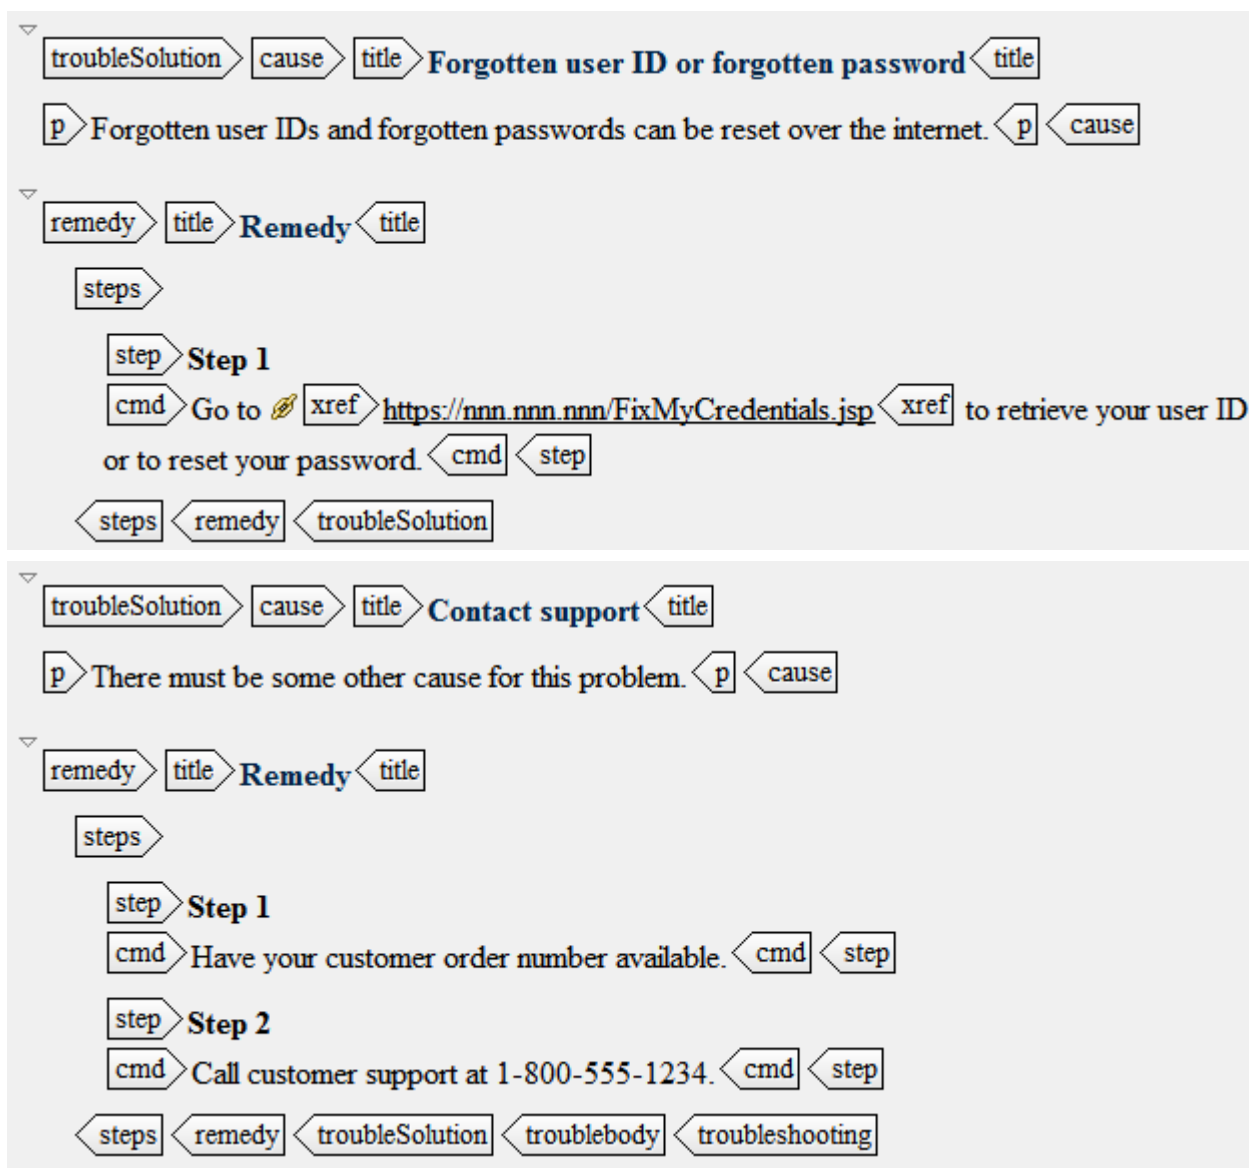 troubleSolution cause title Forgotten user ID or forgotten password title
p Forgotten user IDs and forgotten passwords can be reset over the internet. p cause
remedy title Remedy title
steps
step Step 1
cmd Go to xref https://nnn.nnn.nnn/FixMyCredentials.jsp xref to retrieve your user ID
or to reset your password. cmd step
steps remedy troubleSolution
troubleSolution cause title Contact support title
p There must be some other cause for this problem. p cause
remedy title Remedy title
steps
step Step 1
cmd Have your customer order number available. cmd step
step Step 2
cmd Call customer support at 1-800-555-1234. cmd step
steps remedy troubleSolution troublebody troubleshooting